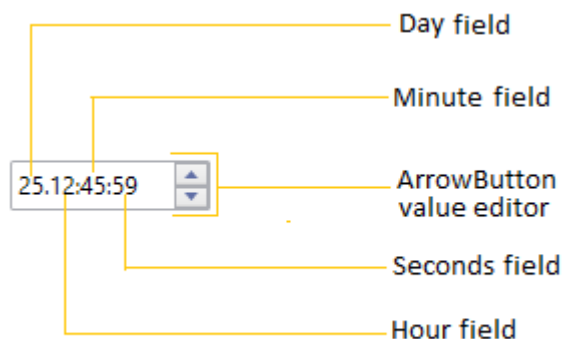 Day field
Minute field
25.12:45:59
ArrowButton
value editor
Seconds field
Hour field